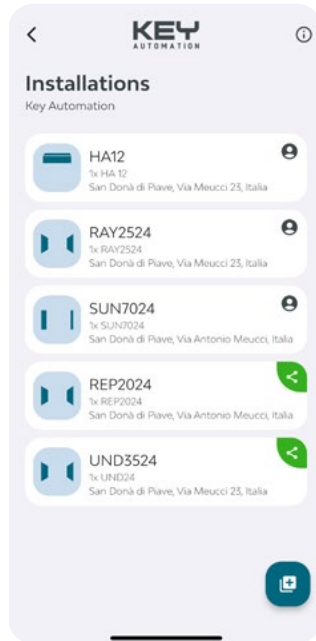 KEY
AUTOMATION
Installations
Key Automation
HA12
1x HA 12
San Donà di Piave, Via Meucci 23, Italia
RAY2524
1x RAY2524
San Donà di Piave, Via Meucci 23, Italia
SUN7024
1x SUN7024
San Donà di Piave, Via Antonio Meucci, Italia
REP2024
1x REP2024
San Donà di Piave, Via Antonio Meucci, Italia
UND3524
1x UND24
San Donà di Piave, Via Meucci 23, Italia